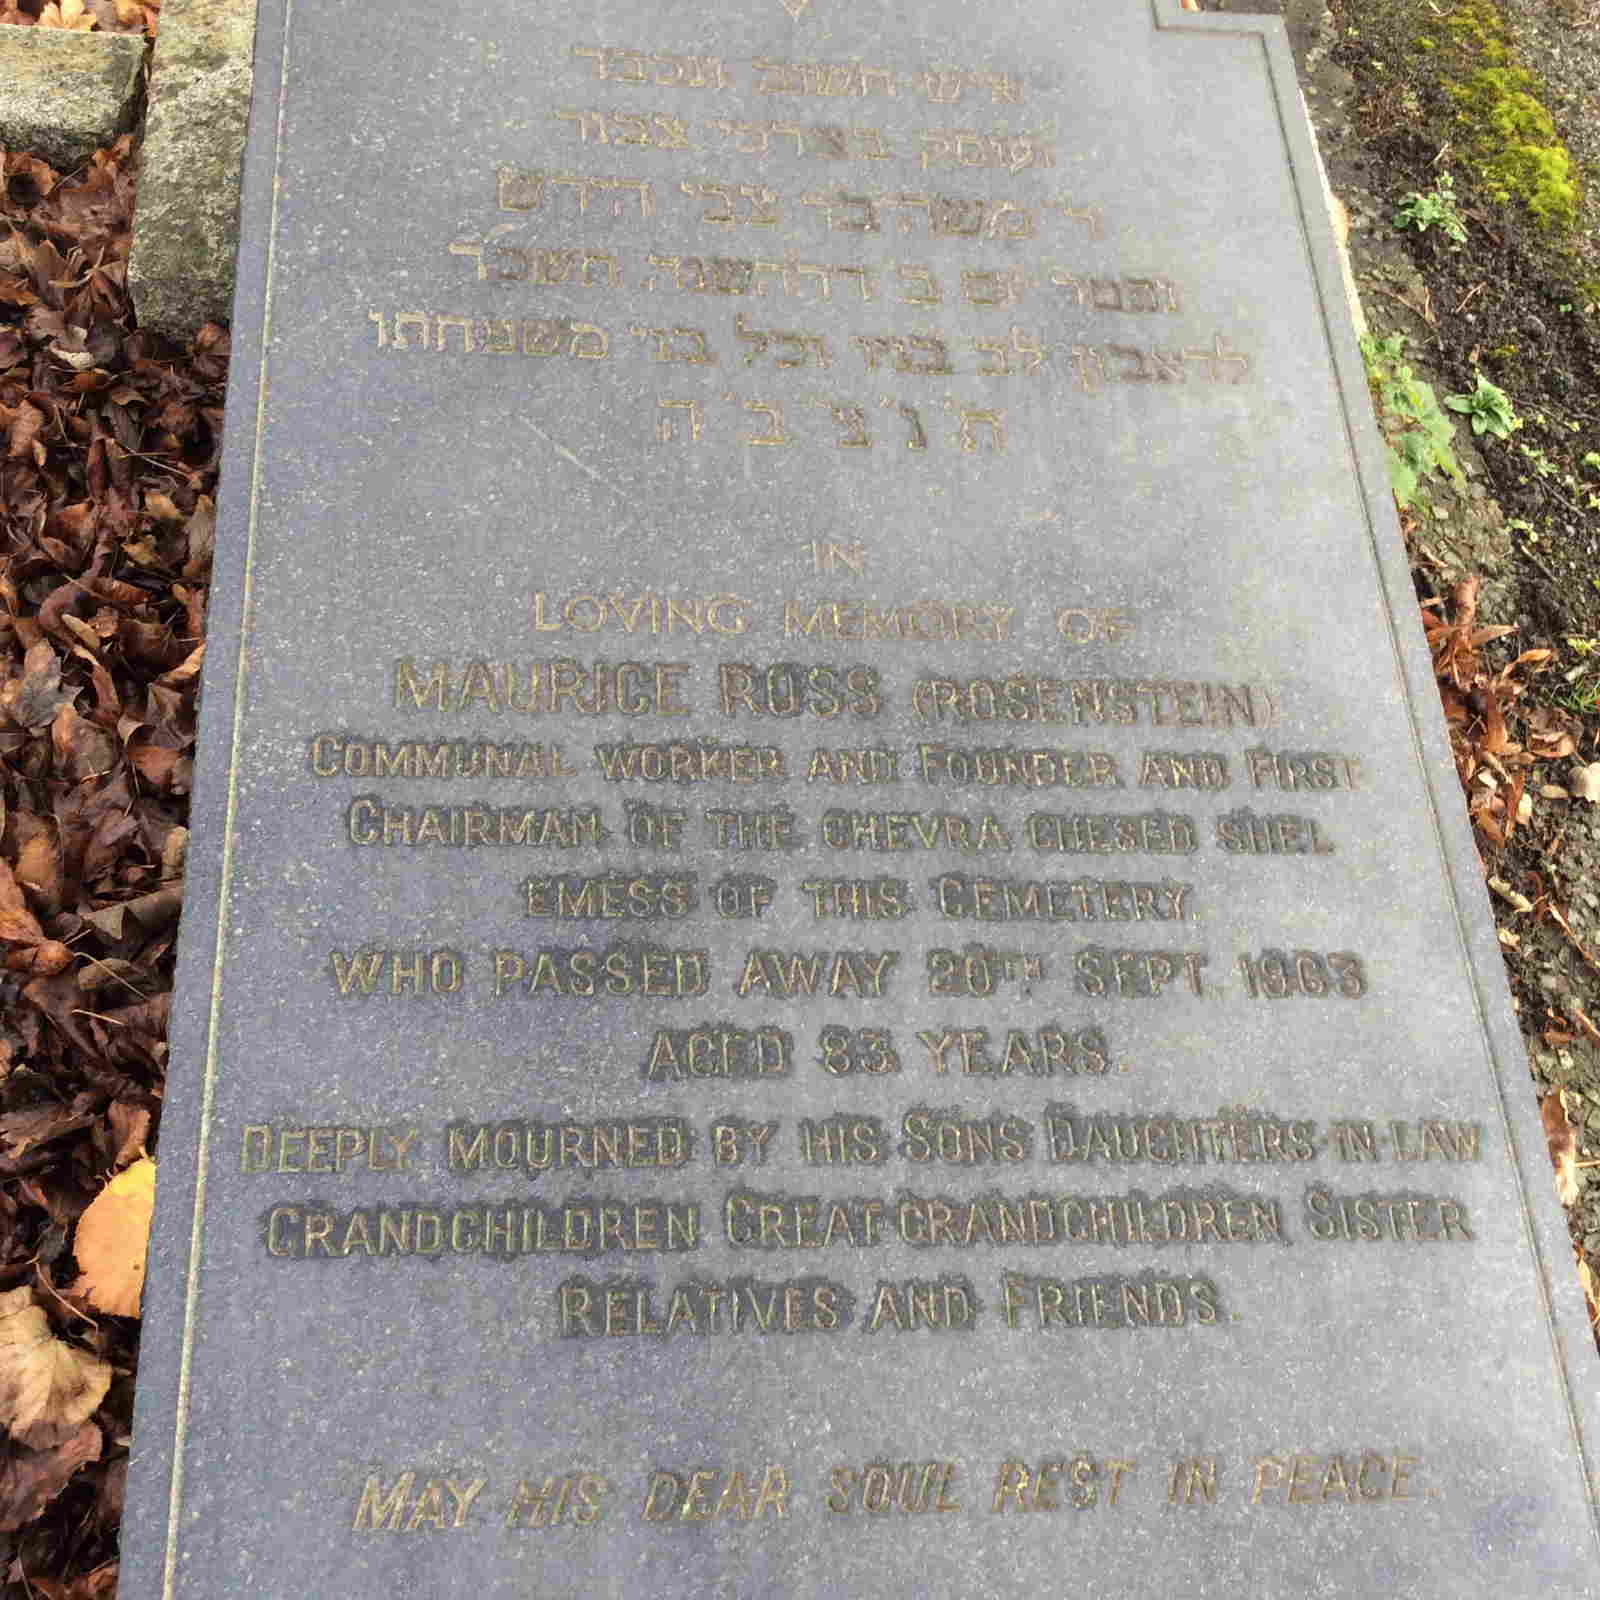 איש חשוב ונכבד
ועוסק בצרכי צבור
ר' משה בר צבי הירש
ונפטר יום ב' דר'ה שנת תשכ'ד
לדאבון לב בניו וכל בני משפחתו
ת'נ'צ'ב'ה
IN
LOVING MEMORY OF
MAURICE ROSS (ROSENSTEIN)
COMMUNAL WORKER AND FOUNDER AND FIRST
CHAIRMAN OF THE CHEVRA CHESED SHEL
EMESS OF THIS CEMETERY.
WHO PASSED AWAY 20TH SEPT. 1963
AGED 83 YEARS.
DEEPLY MOURNED BY HIS SONS DAUGHTERS-IN-LAW
GRANDCHILDREN GREAT-GRANDCHILDREN SISTER
RELATIVES AND FRIENDS.
MAY HIS DEAR SOUL REST IN PEACE.